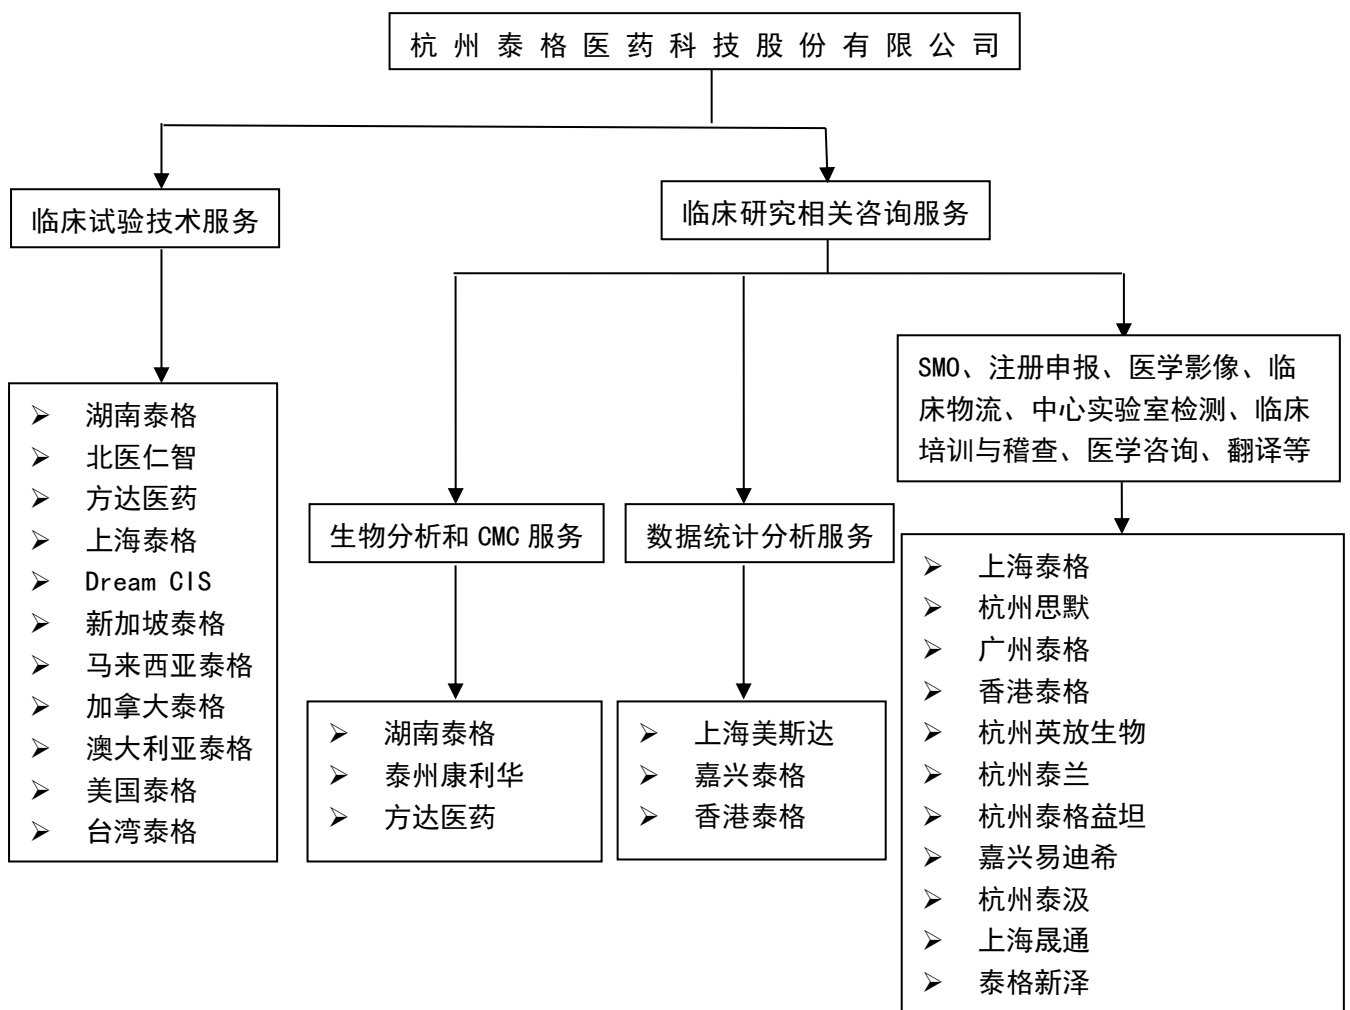 杭州泰格医药科技股份有限公司
临床试验技术服务
临床研究相关咨询服务
SMO、注册申报、医学影像、临
床物流、中心实验室检测、临床
培训与稽查、医学咨询、翻译等
生物分析和 CMC 服务
数据统计分析服务
➢ 湖南泰格
➢ 北医仁智
➢ 方达医药
➢ 上海泰格
➢ Dream CIS
➢ 新加坡泰格
➢ 马来西亚泰格
➢ 加拿大泰格
➢ 澳大利亚泰格
➢ 美国泰格
➢ 台湾泰格
➢ 湖南泰格
➢ 泰州康利华
➢ 方达医药
➢ 上海美斯达
➢ 嘉兴泰格
➢ 香港泰格
➢ 上海泰格
➢ 杭州思默
➢ 广州泰格
➢ 香港泰格
➢ 杭州英放生物
➢ 杭州泰兰
➢ 杭州泰格益坦
➢ 嘉兴易迪希
➢ 杭州泰汲
➢ 上海晟通
➢ 泰格新泽